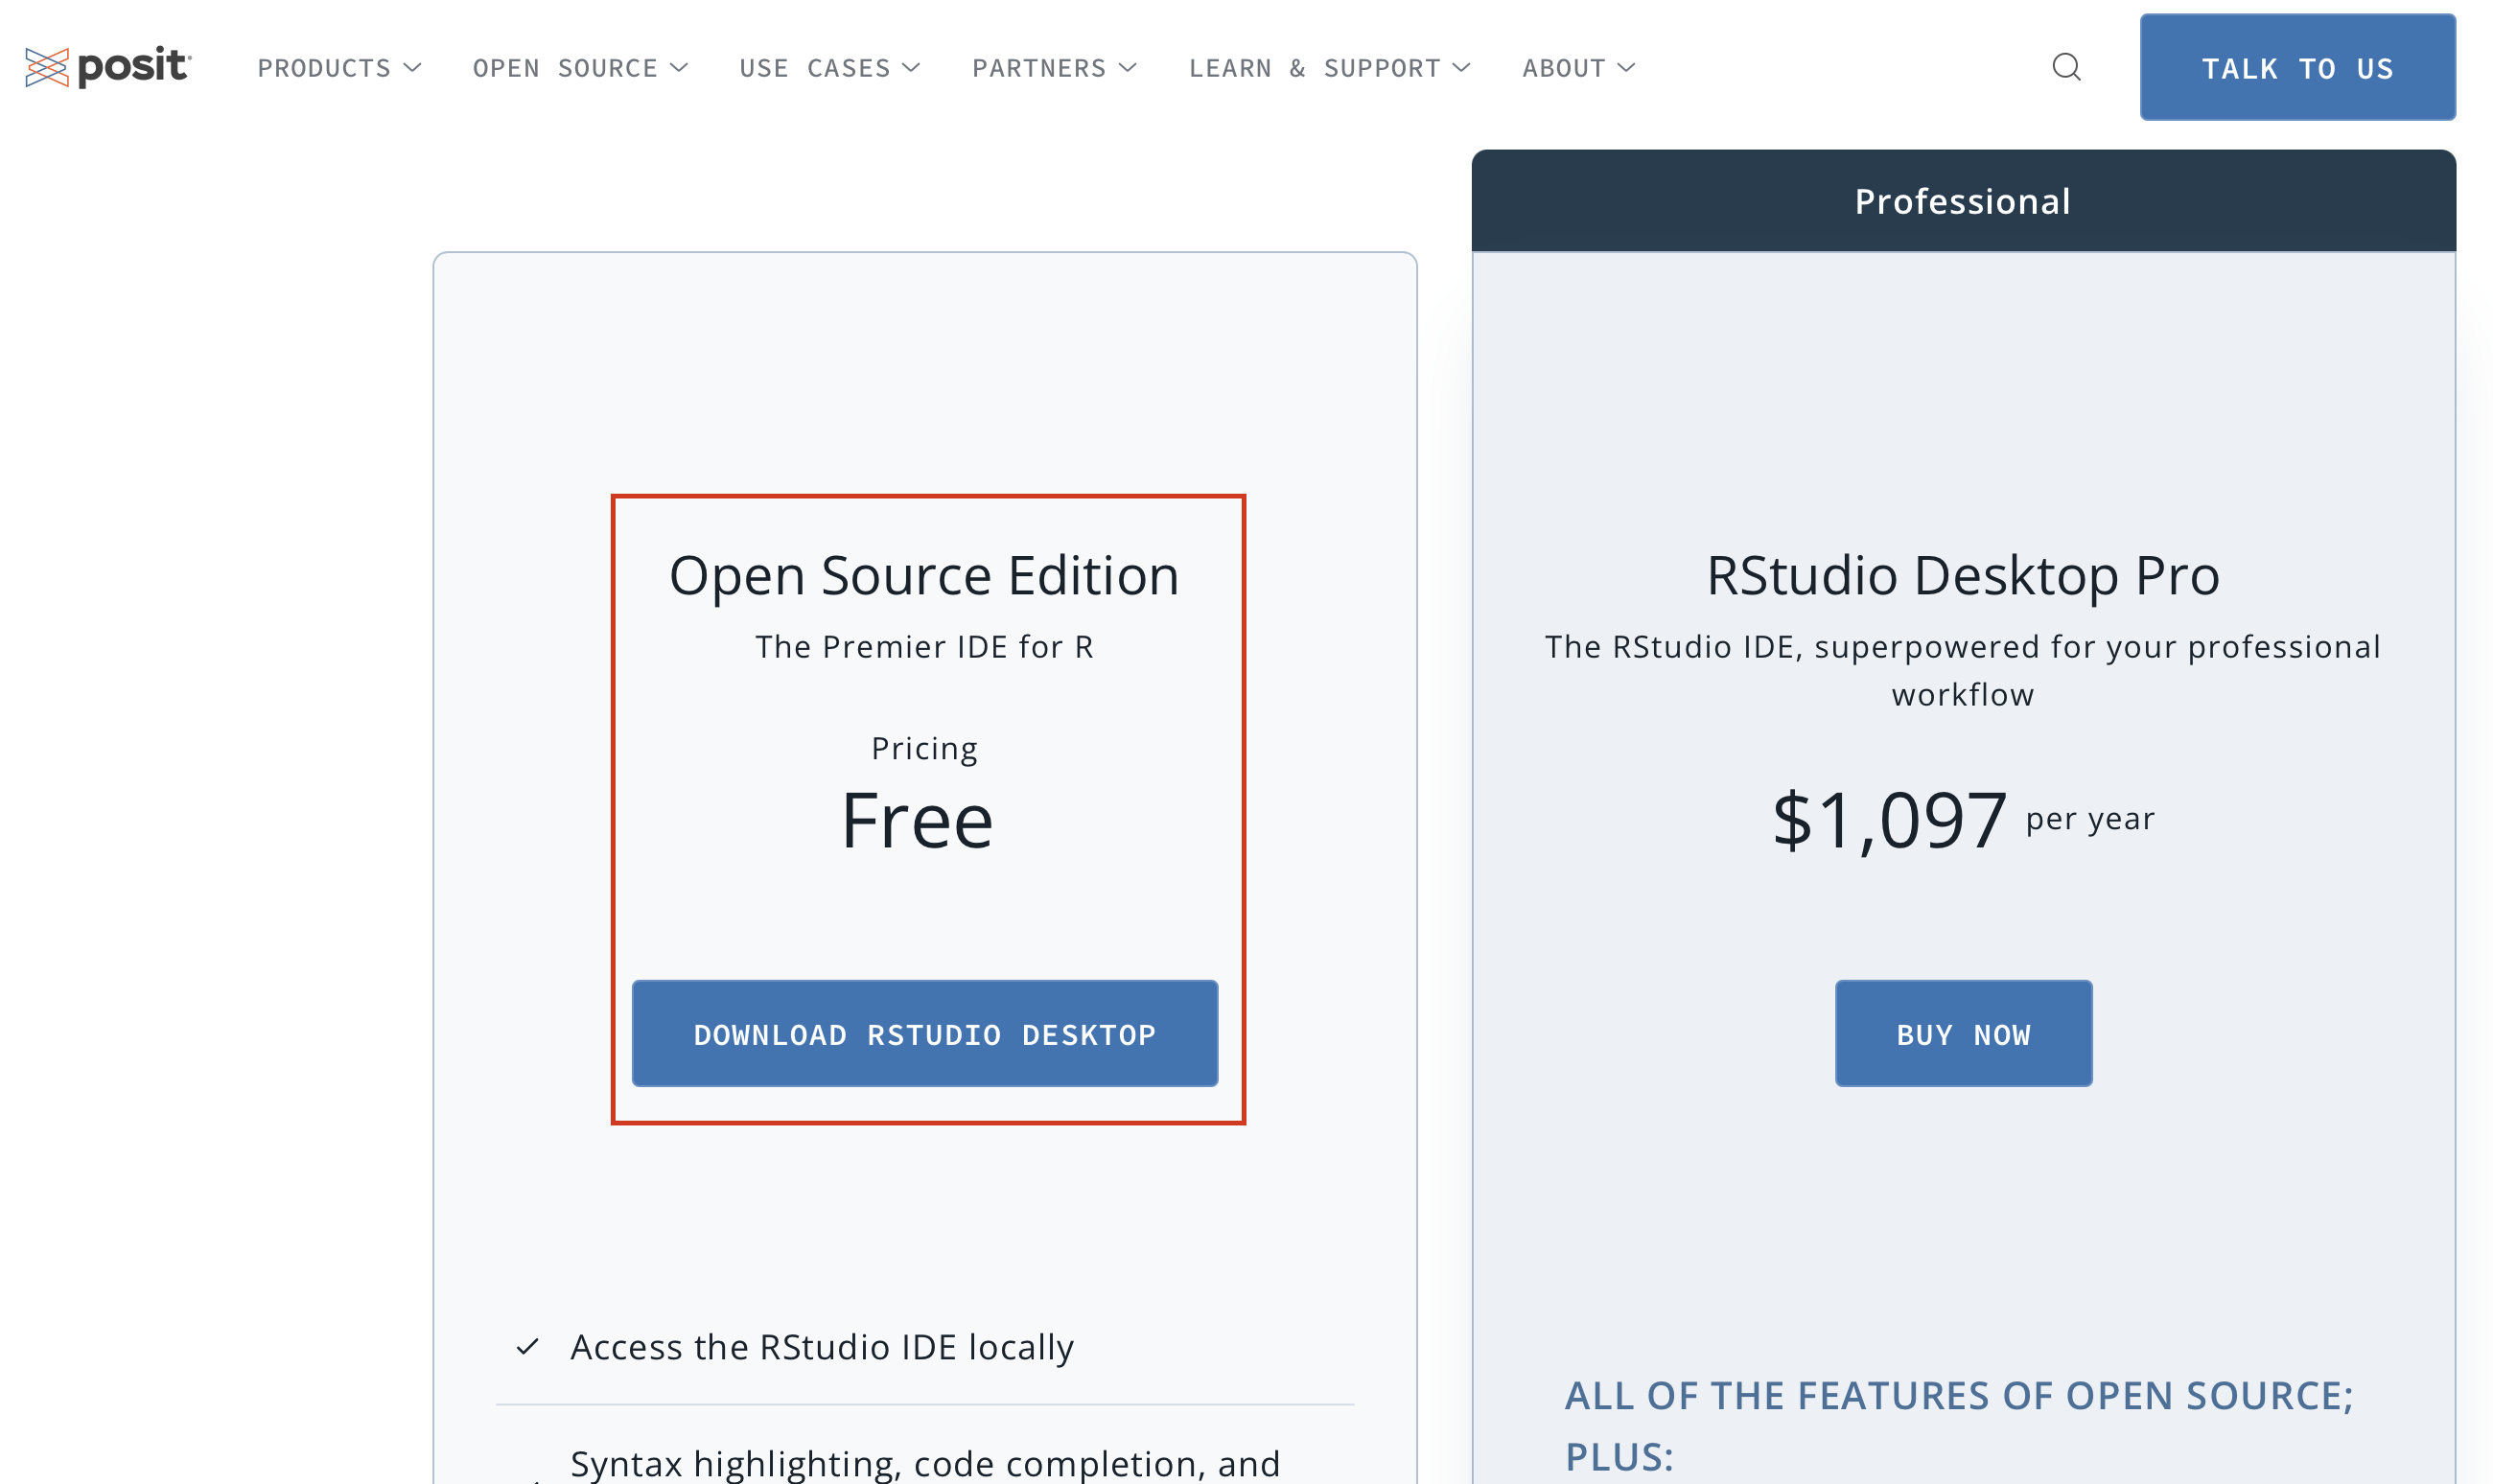 posit
PRODUCTS
OPEN SOURCE
USE CASES
PARTNERS
LEARN & SUPPORT
ABOUT
TALK TO US
Open Source Edition
The Premier IDE for R
Pricing
Free
DOWNLOAD RSTUDIO DESKTOP
Access the RStudio IDE locally
Syntax highlighting, code completion, and
Professional
RStudio Desktop Pro
The RStudio IDE, superpowered for your professional
workflow
$1,097 per year
BUY NOW
ALL OF THE FEATURES OF OPEN SOURCE;
PLUS: